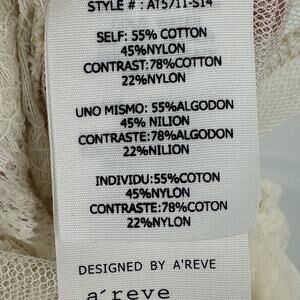 STYLE # : AT5711-S14
SELF: 55% COTTON
45%NYLON
CONTRAST:78%COTTON
22%NYLON
UNO MISMO: 55%ALGODON
45% NILION
CONTRASTE:78%ALGODON
22%NILION
INDIVIDU:55%COTON
45%NYLON
CONTRASTE:78%COTON
22%NYLON
DESIGNED BY A'REVE
a´reve